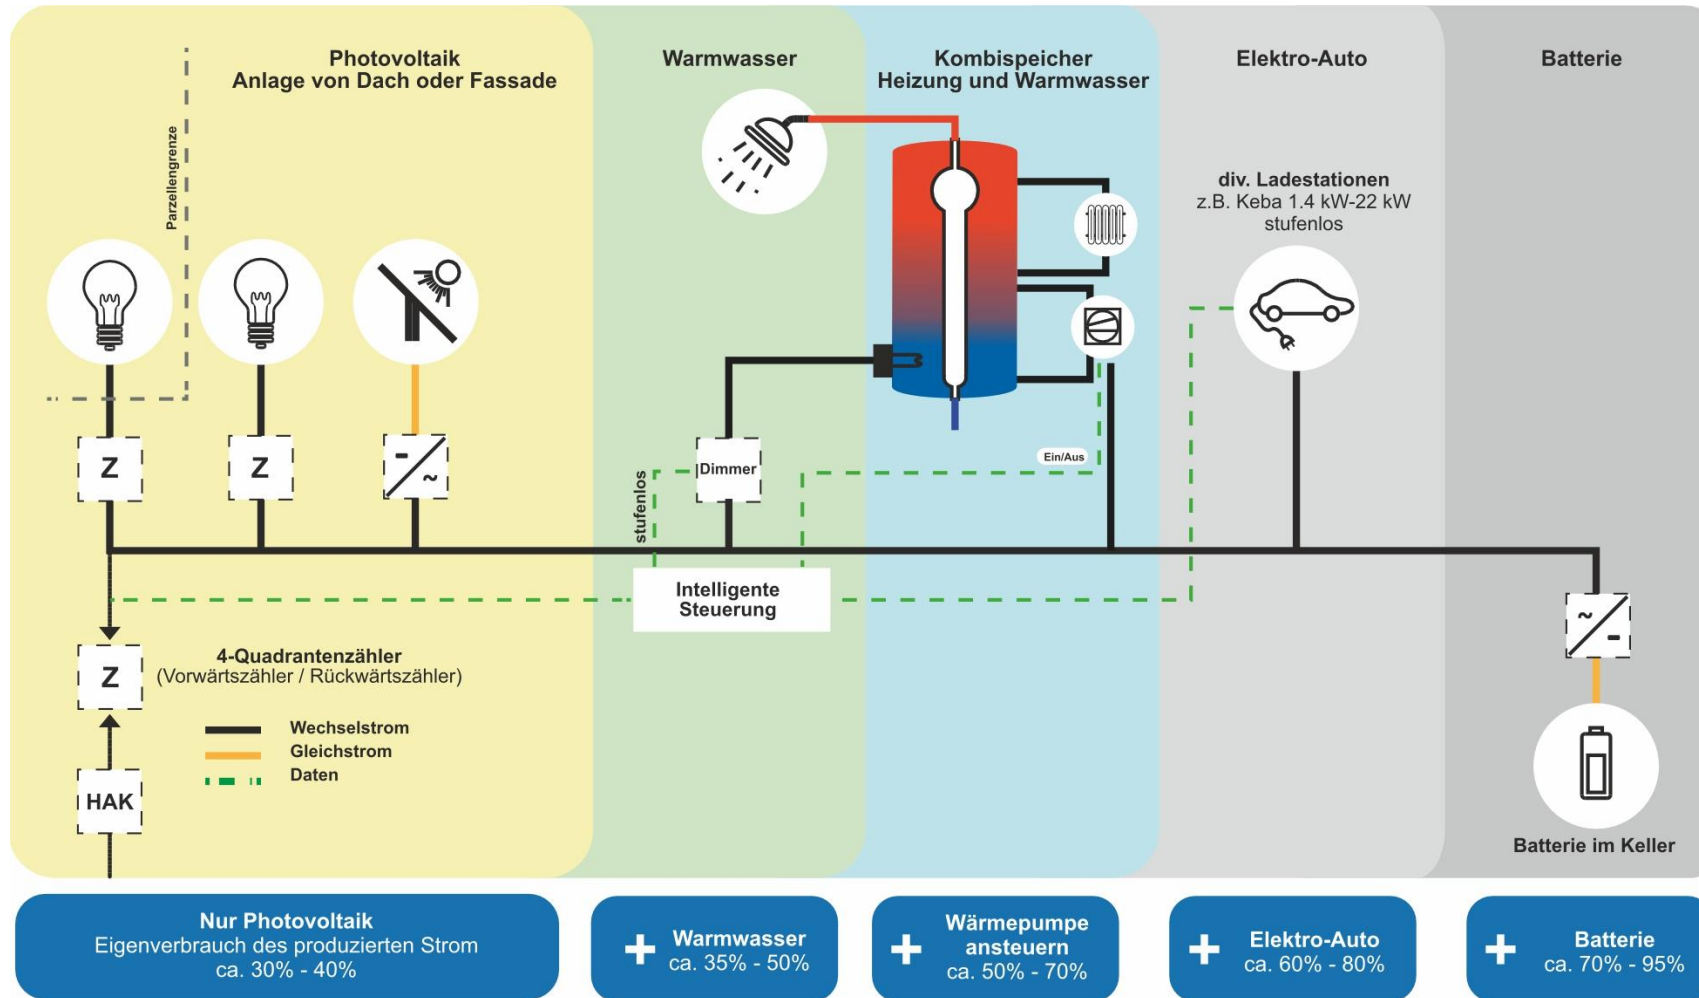 Photovoltaik
Anlage von Dach oder Fassade
Warmwasser
Kombispeicher
Heizung und Warmwasser
Elektro-Auto
Batterie
Parzellengrenze
div. Ladestationen
z.B. Keba 1.4 kW-22 kW
stufenlos
Z
Z
-
~
Dimmer
stufenlos
Ein/Aus
Intelligente
Steuerung
~
-
Z
4-Quadrantenzähler
(Vorwärtszähler / Rückwärtszähler)
Wechselstrom
Gleichstrom
Daten
HAK
Batterie im Keller
Nur Photovoltaik
Eigenverbrauch des produzierten Strom
ca. 30% - 40%
+ Warmwasser
ca. 35% - 50%
+ Wärmepumpe
ansteuern
ca. 50% - 70%
+ Elektro-Auto
ca. 60% - 80%
+ Batterie
ca. 70% - 95%